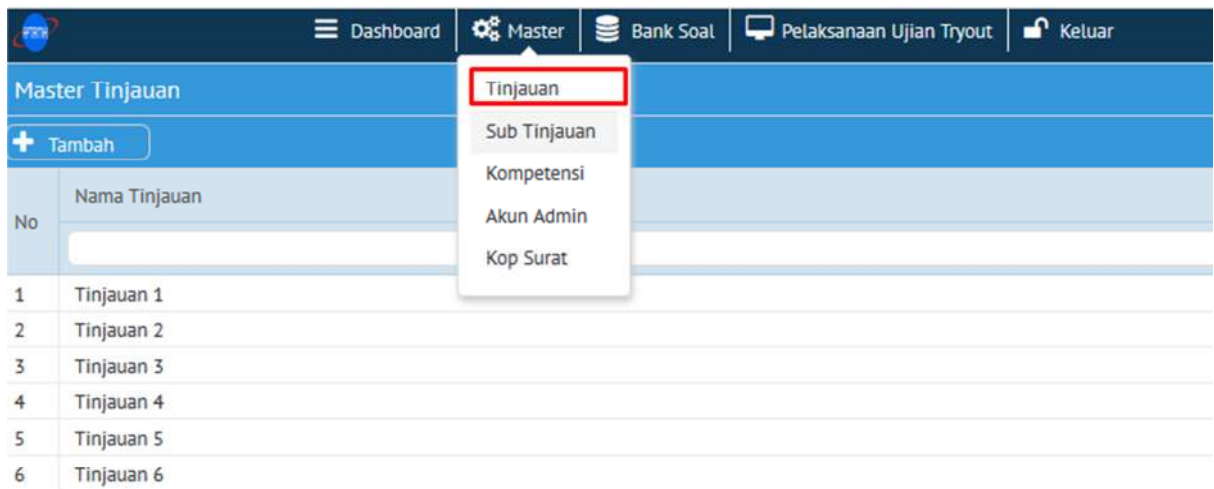 Dashboard Master Bank Soal Pelaksanaan Ujian Tryout Keluar
Master Tinjauan
Tinjauan
Sub Tinjauan
Kompetensi
Akun Admin
Kop Surat
Tambah
No Nama Tinjauan
1 Tinjauan 1
2 Tinjauan 2
3 Tinjauan 3
4 Tinjauan 4
5 Tinjauan 5
6 Tinjauan 6